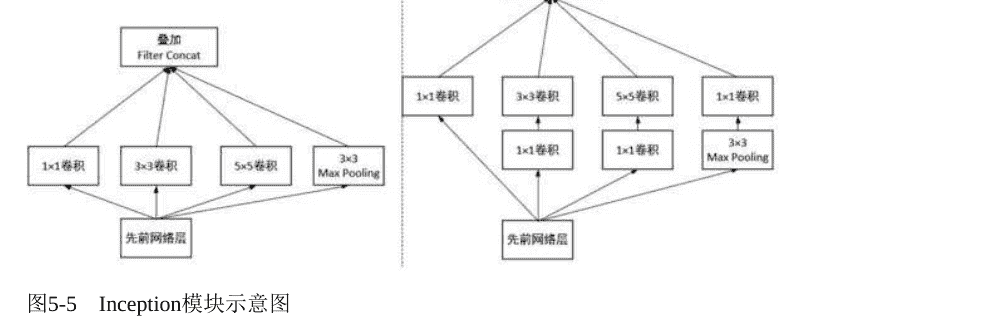 叠加
Filter Concat
1×1卷积
3×3卷积
5×5卷积
3×3
Max Pooling
先前网络层
1×1卷积
3×3卷积
5×5卷积
1×1卷积
1×1卷积
1×1卷积
3×3
Max Pooling
先前网络层
图5-5 Inception模块示意图